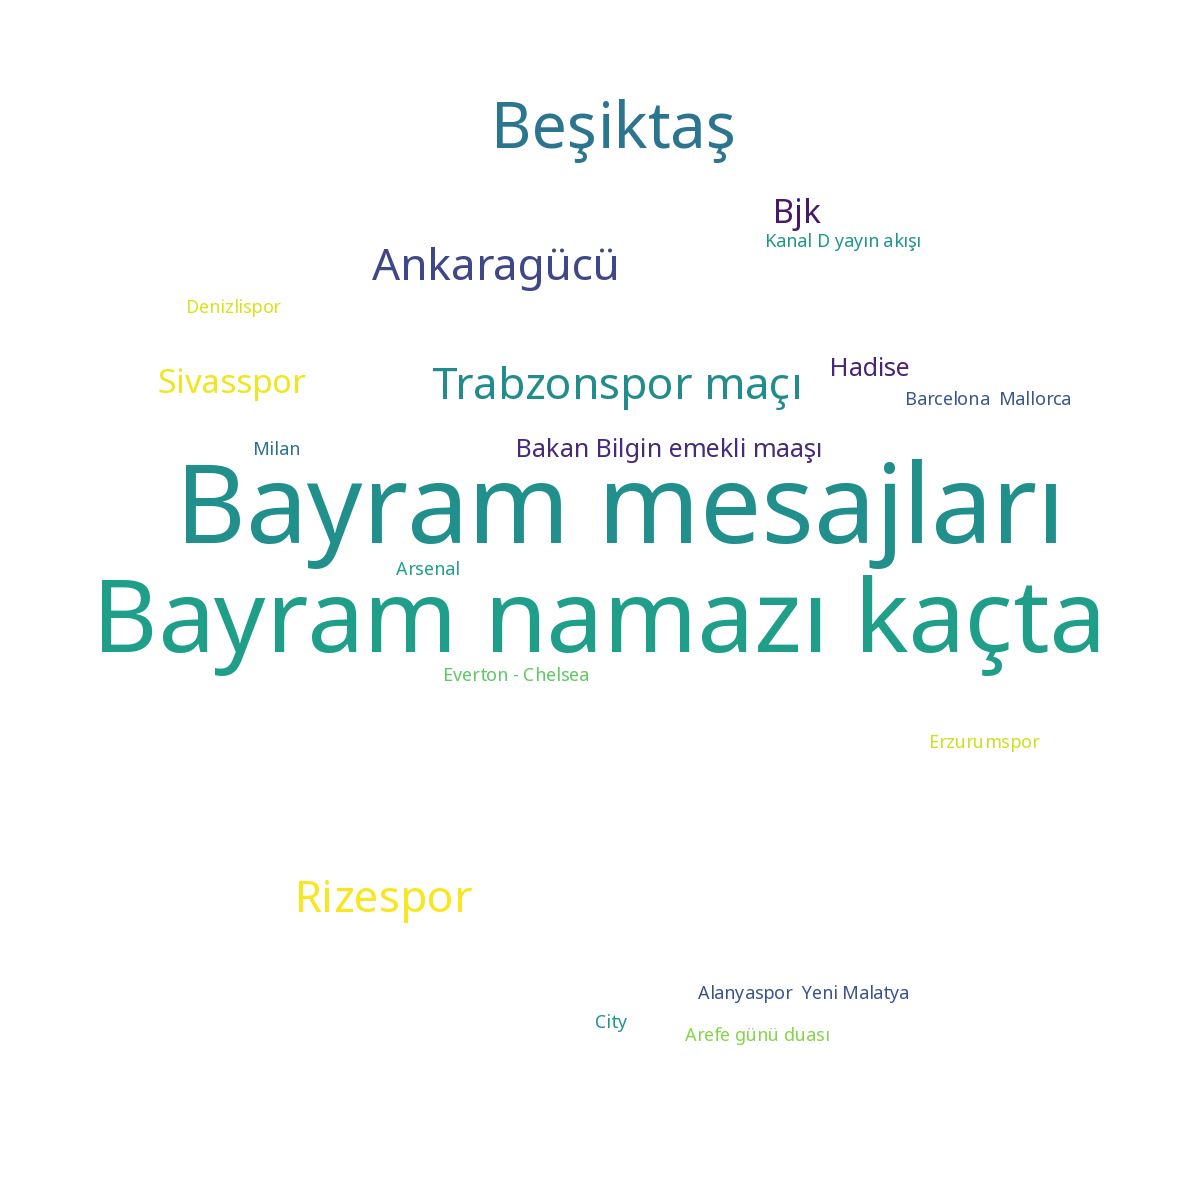 Beşiktaş
Bjk
Kanal D yayın akışı
Ankaragücü
Denizlispor
Sivasspor
Trabzonspor maçı
Hadise
Barcelona  Mallorca
Milan
Bakan Bilgin emekli maaşı
Bayram mesajları
Arsenal
Bayram namazı kaçta
Everton - Chelsea
Erzurumspor
Rizespor
Alanyaspor  Yeni Malatya
City
Arefe günü duası